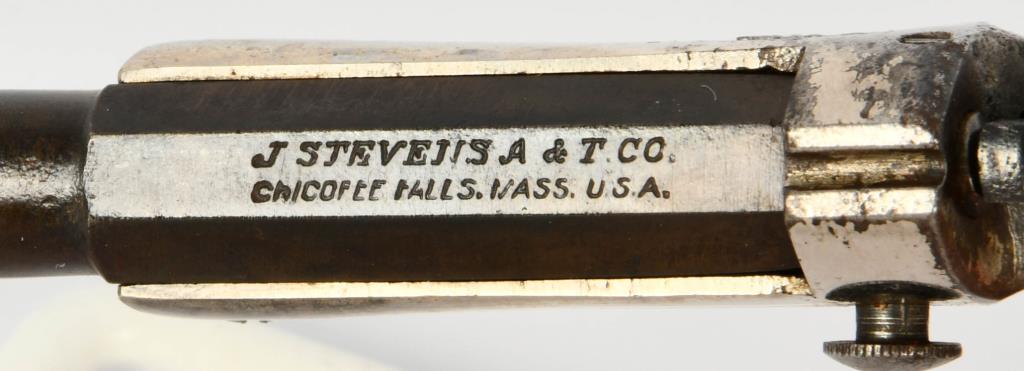 J STEVENS A & T. CO.
CHICOPEE FALLS. MASS. U.S.A.